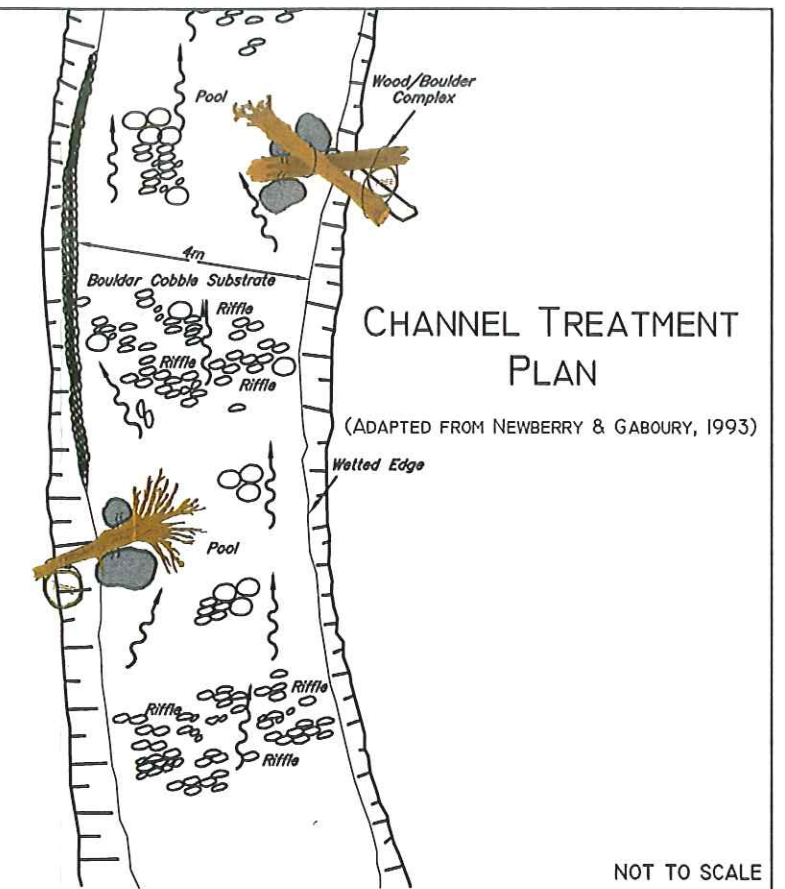 Pool
Wood/Boulder
Complex
4m
Boulder Cobble Substrate
Riffle
Riffle
Riffle
CHANNEL TREATMENT
PLAN
(ADAPTED FROM NEWBERRY & GABOURY, 1993)
Wetted Edge
Pool
Riffle
Riffle
Riffle
NOT TO SCALE